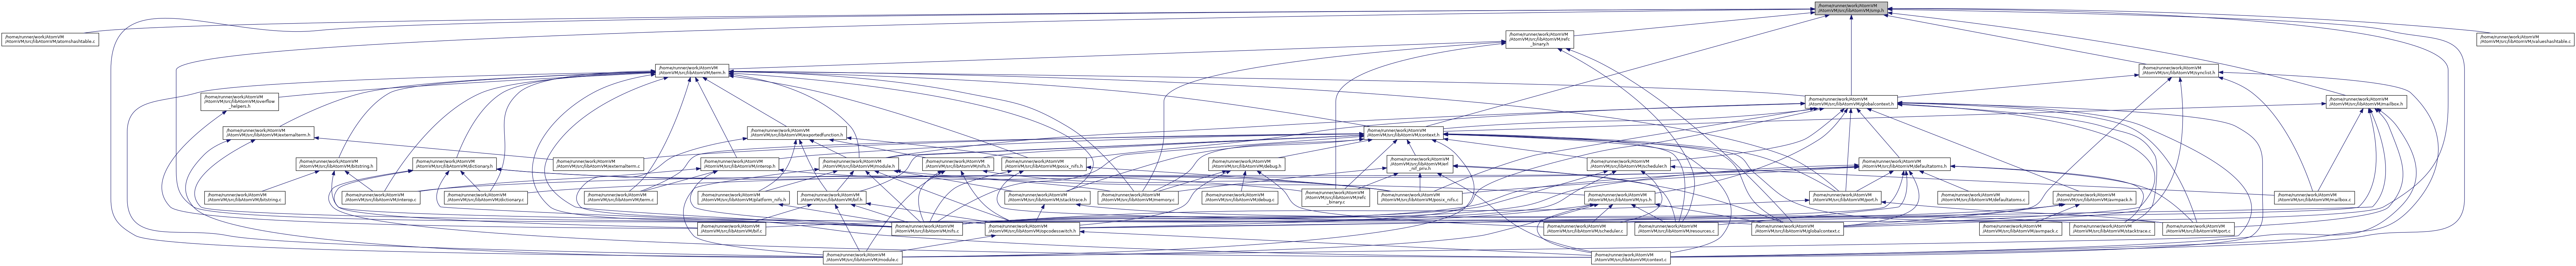 /home/runner/work/AtomVM
/AtomVM/src/libAtomVM/smp.h
/home/runner/work/AtomVM
/AtomVM/src/libAtomVM/atomshashtable.c
/home/runner/work/AtomVM
/AtomVM/src/libAtomVM/refc
_binary.h
/home/runner/work/AtomVM
/AtomVM/src/libAtomVM/valueshashtable.c
/home/runner/work/AtomVM
/AtomVM/src/libAtomVM/term.h
/home/runner/work/AtomVM
/AtomVM/src/libAtomVM/synclist.h
/home/runner/work/AtomVM
/AtomVM/src/libAtomVM/overflow
_helpers.h
/home/runner/work/AtomVM
/AtomVM/src/libAtomVM/globalcontext.h
/home/runner/work/AtomVM
/AtomVM/src/libAtomVM/mailbox.h
/home/runner/work/AtomVM
/AtomVM/src/libAtomVM/externalterm.h
/home/runner/work/AtomVM
/AtomVM/src/libAtomVM/exportedfunction.h
/home/runner/work/AtomVM
/AtomVM/src/libAtomVM/context.h
/home/runner/work/AtomVM
/AtomVM/src/libAtomVM/bitstring.h
/home/runner/work/AtomVM
/AtomVM/src/libAtomVM/dictionary.h
/home/runner/work/AtomVM
/AtomVM/src/libAtomVM/externalterm.c
/home/runner/work/AtomVM
/AtomVM/src/libAtomVM/interop.h
/home/runner/work/AtomVM
/AtomVM/src/libAtomVM/module.h
/home/runner/work/AtomVM
/AtomVM/src/libAtomVM/nifs.h
/home/runner/work/AtomVM
/AtomVM/src/libAtomVM/posix_nifs.h
/home/runner/work/AtomVM
/AtomVM/src/libAtomVM/debug.h
/home/runner/work/AtomVM
/AtomVM/src/libAtomVM/erl
_nif_priv.h
/home/runner/work/AtomVM
/AtomVM/src/libAtomVM/scheduler.h
/home/runner/work/AtomVM
/AtomVM/src/libAtomVM/defaultatoms.h
/home/runner/work/AtomVM
/AtomVM/src/libAtomVM/bitstring.c
/home/runner/work/AtomVM
/AtomVM/src/libAtomVM/interop.c
/home/runner/work/AtomVM
/AtomVM/src/libAtomVM/dictionary.c
/home/runner/work/AtomVM
/AtomVM/src/libAtomVM/term.c
/home/runner/work/AtomVM
/AtomVM/src/libAtomVM/platform_nifs.h
/home/runner/work/AtomVM
/AtomVM/src/libAtomVM/bif.h
/home/runner/work/AtomVM
/AtomVM/src/libAtomVM/stacktrace.h
/home/runner/work/AtomVM
/AtomVM/src/libAtomVM/memory.c
/home/runner/work/AtomVM
/AtomVM/src/libAtomVM/debug.c
/home/runner/work/AtomVM
/AtomVM/src/libAtomVM/refc
_binary.c
/home/runner/work/AtomVM
/AtomVM/src/libAtomVM/posix_nifs.c
/home/runner/work/AtomVM
/AtomVM/src/libAtomVM/sys.h
/home/runner/work/AtomVM
/AtomVM/src/libAtomVM/port.h
/home/runner/work/AtomVM
/AtomVM/src/libAtomVM/defaultatoms.c
/home/runner/work/AtomVM
/AtomVM/src/libAtomVM/avmpack.h
/home/runner/work/AtomVM
/AtomVM/src/libAtomVM/mailbox.c
/home/runner/work/AtomVM
/AtomVM/src/libAtomVM/bif.c
/home/runner/work/AtomVM
/AtomVM/src/libAtomVM/nifs.c
/home/runner/work/AtomVM
/AtomVM/src/libAtomVM/opcodesswitch.h
/home/runner/work/AtomVM
/AtomVM/src/libAtomVM/scheduler.c
/home/runner/work/AtomVM
/AtomVM/src/libAtomVM/resources.c
/home/runner/work/AtomVM
/AtomVM/src/libAtomVM/globalcontext.c
/home/runner/work/AtomVM
/AtomVM/src/libAtomVM/avmpack.c
/home/runner/work/AtomVM
/AtomVM/src/libAtomVM/stacktrace.c
/home/runner/work/AtomVM
/AtomVM/src/libAtomVM/port.c
/home/runner/work/AtomVM
/AtomVM/src/libAtomVM/module.c
/home/runner/work/AtomVM
/AtomVM/src/libAtomVM/context.c